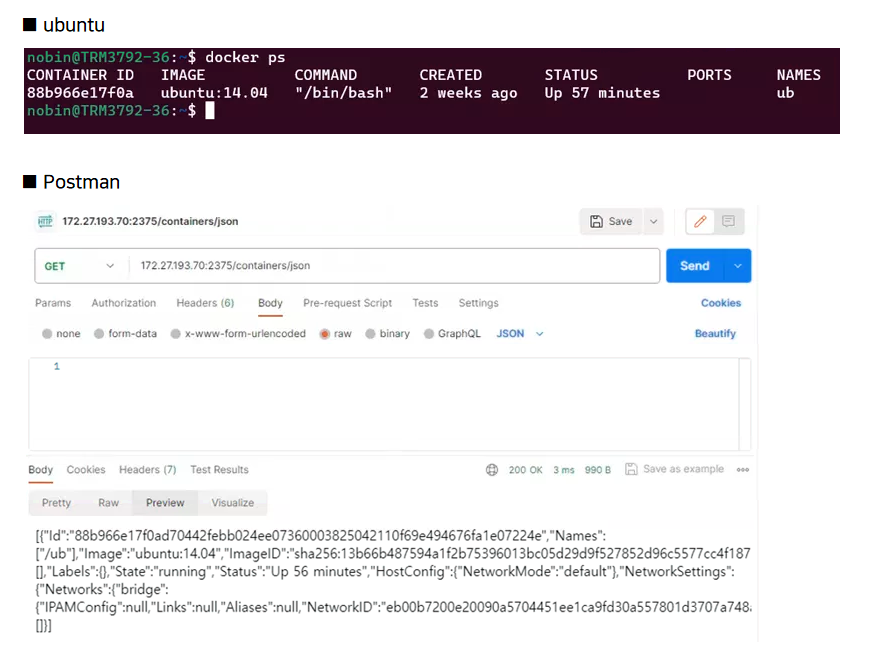 ■ ubuntu
nobin@TRM3792-36:~$ docker ps
CONTAINER ID IMAGE COMMAND CREATED STATUS PORTS NAMES
88b966e17f0a ubuntu:14.04 "/bin/bash" 2 weeks ago Up 57 minutes ub
nobin@TRM3792-36:~$
■ Postman
HTTP 172.27.193.70:2375/containers/json Save
GET 172.27.193.70:2375/containers/json Send
Params Authorization Headers (6) Body Pre-request Script Tests Settings Cookies
none form-data x-www-form-urlencoded raw binary GraphQL JSON Beautify
1
Body Cookies Headers (7) Test Results 200 OK 3 ms 990 B Save as example
Pretty Raw Preview Visualize
[{"Id":"88b966e17f0ad70442febb024ee07360003825042110f69e494676fa1e07224e","Names":
["/ub"],"Image":"ubuntu:14.04","ImageID":"sha256:13b66b487594a1f2b75396013bc05d29d9f527852d96c5577cc4f187
[],"Labels":{},"State":"running","Status":"Up 56 minutes","HostConfig":{"NetworkMode":"default"},"NetworkSettings":
{"Networks":{"bridge":
{"IPAMConfig":null,"Links":null,"Aliases":null,"NetworkID":"eb00b7200e20090a5704451ee1ca9fd30a557801d3707a748
[]}]